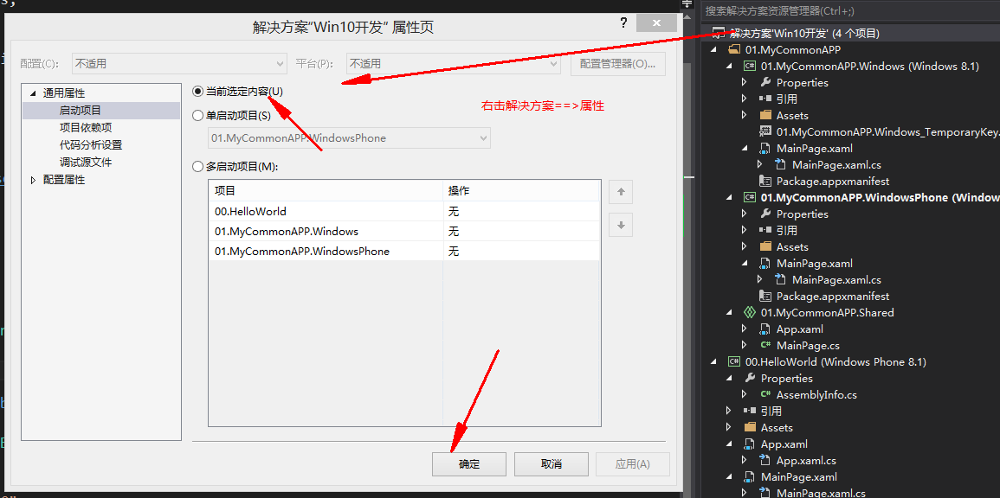 解决方案“Win10开发” 属性页
?
配置(C):
不适用
平台(P):
不适用
配置管理器(O)...
通用属性
启动项目
项目依赖项
代码分析设置
调试源文件
配置属性
当前选定内容(U)
单启动项目(S)
01.MyCommonAPP.WindowsPhone
多启动项目(M):
项目 操作
00.HelloWorld 无
01.MyCommonAPP.Windows 无
01.MyCommonAPP.WindowsPhone 无
右击解决方案==>属性
确定
取消
应用(A)
搜索解决方案资源管理器(Ctrl+;)
解决方案'Win10开发' (4 个项目)
01.MyCommonAPP
01.MyCommonAPP.Windows (Windows 8.1)
Properties
引用
Assets
01.MyCommonAPP.Windows_TemporaryKey.
MainPage.xaml
MainPage.xaml.cs
Package.appxmanifest
01.MyCommonAPP.WindowsPhone (Window
Properties
引用
Assets
MainPage.xaml
MainPage.xaml.cs
Package.appxmanifest
01.MyCommonAPP.Shared
App.xaml
MainPage.cs
00.HelloWorld (Windows Phone 8.1)
Properties
AssemblyInfo.cs
引用
Assets
App.xaml
App.xaml.cs
MainPage.xaml
MainPage.xaml.cs